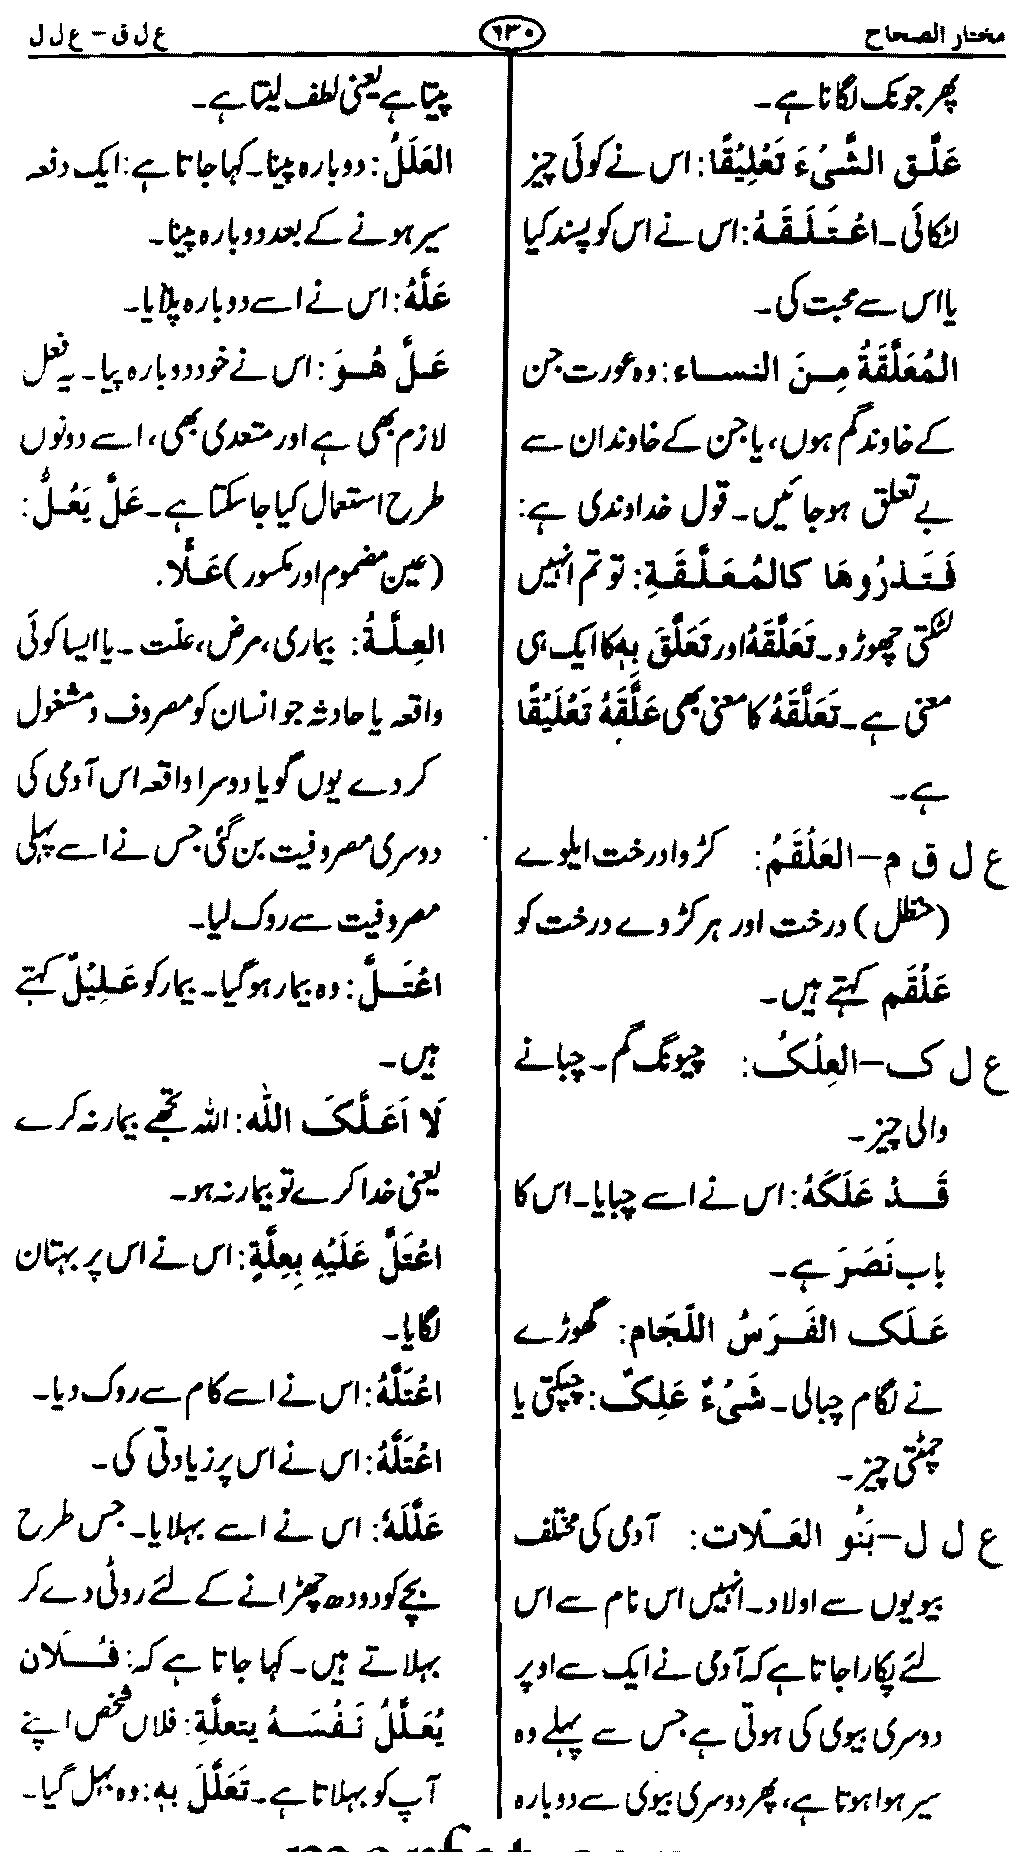 مختار الصحاح
٦٣٠
ع ل ق – ع ل ل
پھر جونک لگاتا ہے۔
عَلَّق الشَّیْءَ تَعْلِیْقًا: اس نے کوئی چیز
لٹکائی۔ اعْتَلَقَهُ: اس نے اس کو پسند کیا
یا اس سے محبت کی۔
المُعَلَّقَةُ مِنَ النساء: وہ عورت جن
کے خاوند گم ہوں، یا جن کے خاوند ان سے
بے تعلق ہو جائیں۔ قول خداوندی ہے:
فَتَذَرُوهَا كالمُعَلَّقَةِ: تو تم انہیں
لٹکتی چھوڑ دو۔ تَعَلَّقَهُ اور تَعَلَّقَ بِهِ کا ایک ہی
معنی ہے۔ تَعَلَّقَهُ کا معنی بھی عَلَّقَهُ تَعْلَیْقًا
ہے۔
ع ل ق م – العَلْقَمُ: کڑوا درخت ایلوے
(حنظل) درخت اور ہر کڑوے درخت کو
عَلْقَم کہتے ہیں۔
ع ل ک – العِلْکُ: چیونگ گم۔ چبانے
والی چیز۔
قَدْ عَلَكَهُ: اس نے اسے چبایا۔ اس کا
باب نَصَرَ ہے۔
عَلَک الفَرَسُ اللِّجَام: گھوڑے
نے لگام چبالی۔ شَیْءٌ عَلِکٌ: چپکتی یا
چمٹتی چیز۔
ع ل ل – بَنُو العَلَّات: آدمی کی مختلف
بیویوں سے اولاد۔ انہیں اس نام سے اس
لئے پکارا جاتا ہے کہ آدمی نے ایک سے اوپر
دوسری بیوی کی ہوتی ہے جس سے پہلے وہ
سیر ہوا ہوتا ہے، پھر دوسری بیوی سے دوبارہ
پیتا ہے یعنی لطف لیتا ہے۔
العَلَلُ: دوبارہ پینا۔ کہا جاتا ہے: ایک دفعہ
سیر ہونے کے بعد دوبارہ پینا۔
عَلَّهُ: اس نے اسے دوبارہ پلایا۔
عَلَّ هُوَ: اس نے خود دوبارہ پیا۔ یہ فعل
لازم بھی ہے اور متعدی بھی، اسے دونوں
طرح استعمال کیا جا سکتا ہے۔ عَلَّ یَعُلُّ:
(عین مضموم اور مکسور) عَلًّا.
العِلَّةُ: بیماری، مرض، علّت۔ یا ایسا کوئی
واقعہ یا حادثہ جو انسان کو مصروف و مشغول
کر دے یوں گویا دوسرا واقعہ اس آدمی کی
دوسری مصروفیت بن گئی جس نے اسے پہلی
مصروفیت سے روک لیا۔
اعْتَلَّ: وہ بیمار ہو گیا۔ بیمار کو عَلِیْلٌ کہتے
ہیں۔
لَا اَعَلَّکَ اللّٰه: اللہ تجھے بیمار نہ کرے
یعنی خدا کرے تو بیمار نہ ہو۔
اعْتَلَّ عَلَيْهِ بِعِلَّةٍ: اس نے اس پر بہتان
لگایا۔
اعْتَلَّهُ: اس نے اسے کام سے روک دیا۔
اعْتَلَّهُ: اس نے اس پر زیادتی کی۔
عَلَّلَهُ: اس نے اسے بہلایا۔ جس طرح
بچے کو دودھ چھڑانے کے لئے روٹی دے کر
بہلاتے ہیں۔ کہا جاتا ہے کہ: فُلَان
یُعَلِّلُ نَفْسَهُ بتعلَّةٍ: فلاں شخص اپنے
آپ کو بہلاتا ہے۔ تَعَلَّلَ بِهِ: وہ بہل گیا۔